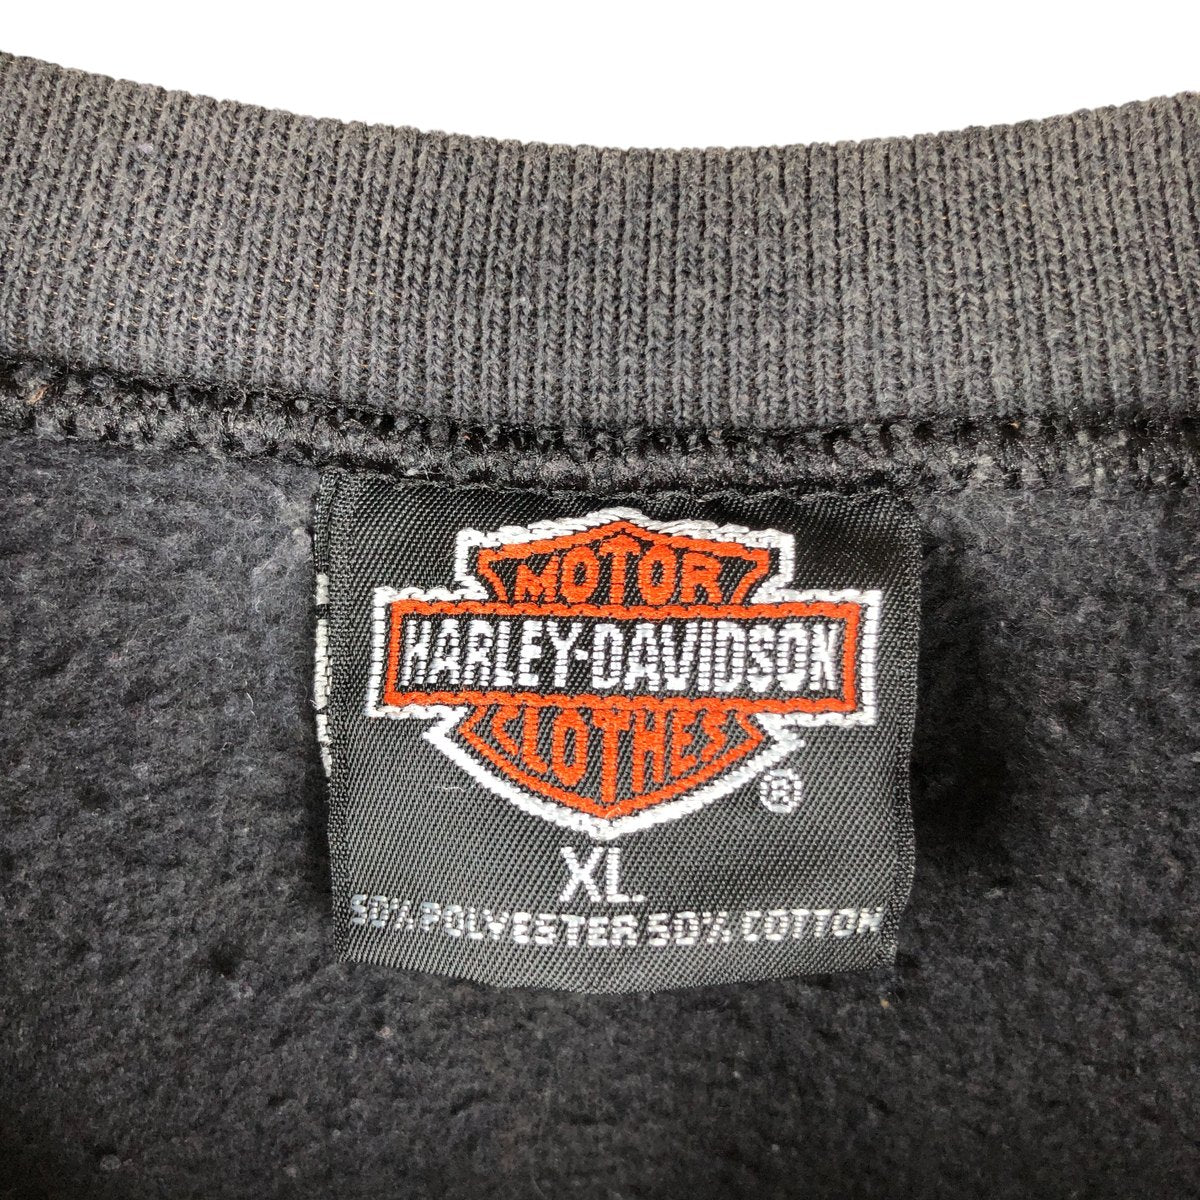 MOTOR
HARLEY-DAVIDSON
CLOTHES
®
XL
50% POLYESTER 50% COTTON